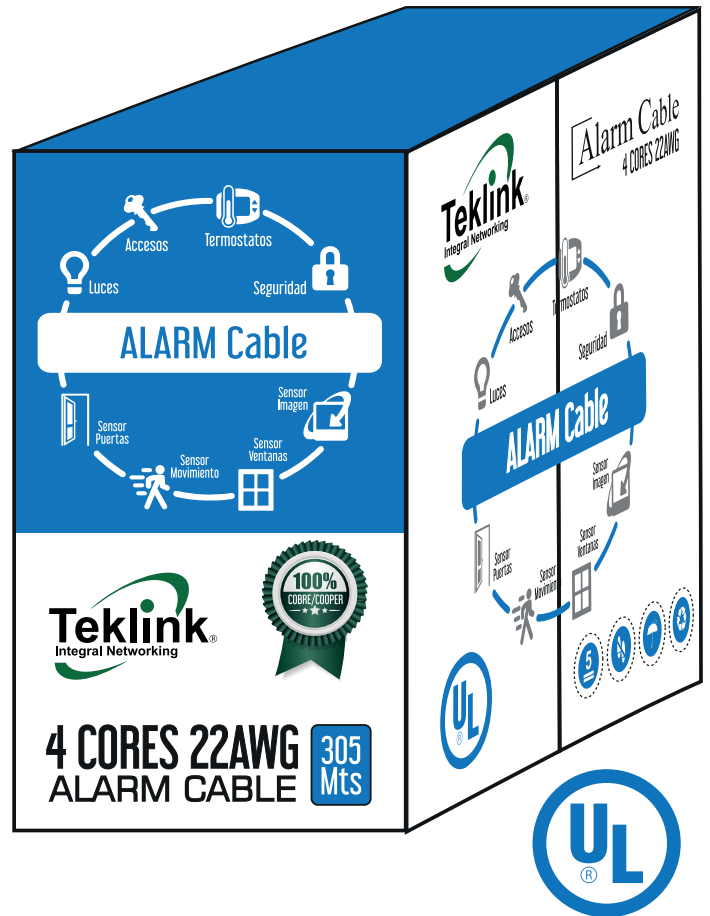 Accesos
Termostatos
Luces
Seguridad
ALARM Cable
Sensor
Imagen
Sensor
Puertas
Sensor
Ventanas
Sensor
Movimiento
Teklink®
Integral Networking
100%
COBRE/COOPER
4 CORES 22AWG
ALARM CABLE
305
Mts
Teklink®
Integral Networking
Alarm Cable
4 CORES 22AWG
Accesos
Termostatos
Luces
Seguridad
ALARM Cable
Sensor
Imagen
Sensor
Puertas
Sensor
Ventanas
Sensor
Movimien
5
UL
®
UL
®